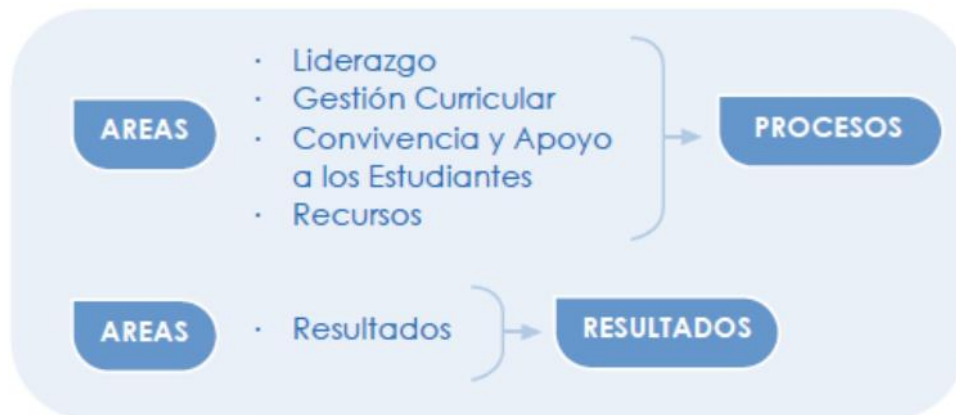 AREAS
· Liderazgo
· Gestión Curricular
· Convivencia y Apoyo
a los Estudiantes
· Recursos
PROCESOS
AREAS
· Resultados
RESULTADOS